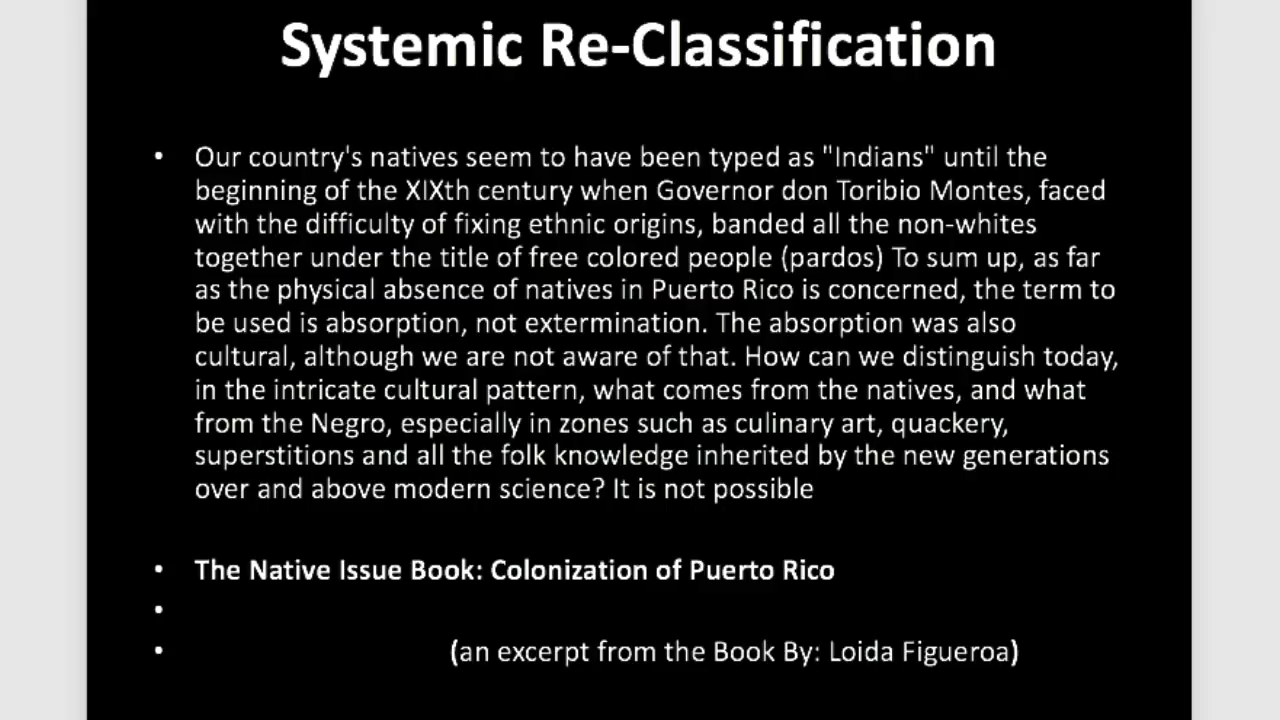 Systemic Re-Classification
• Our country's natives seem to have been typed as "Indians" until the
beginning of the XIXth century when Governor don Toribio Montes, faced
with the difficulty of fixing ethnic origins, banded all the non-whites
together under the title of free colored people (pardos) To sum up, as far
as the physical absence of natives in Puerto Rico is concerned, the term to
be used is absorption, not extermination. The absorption was also
cultural, although we are not aware of that. How can we distinguish today,
in the intricate cultural pattern, what comes from the natives, and what
from the Negro, especially in zones such as culinary art, quackery,
superstitions and all the folk knowledge inherited by the new generations
over and above modern science? It is not possible
• The Native Issue Book: Colonization of Puerto Rico
•
• (an excerpt from the Book By: Loida Figueroa)